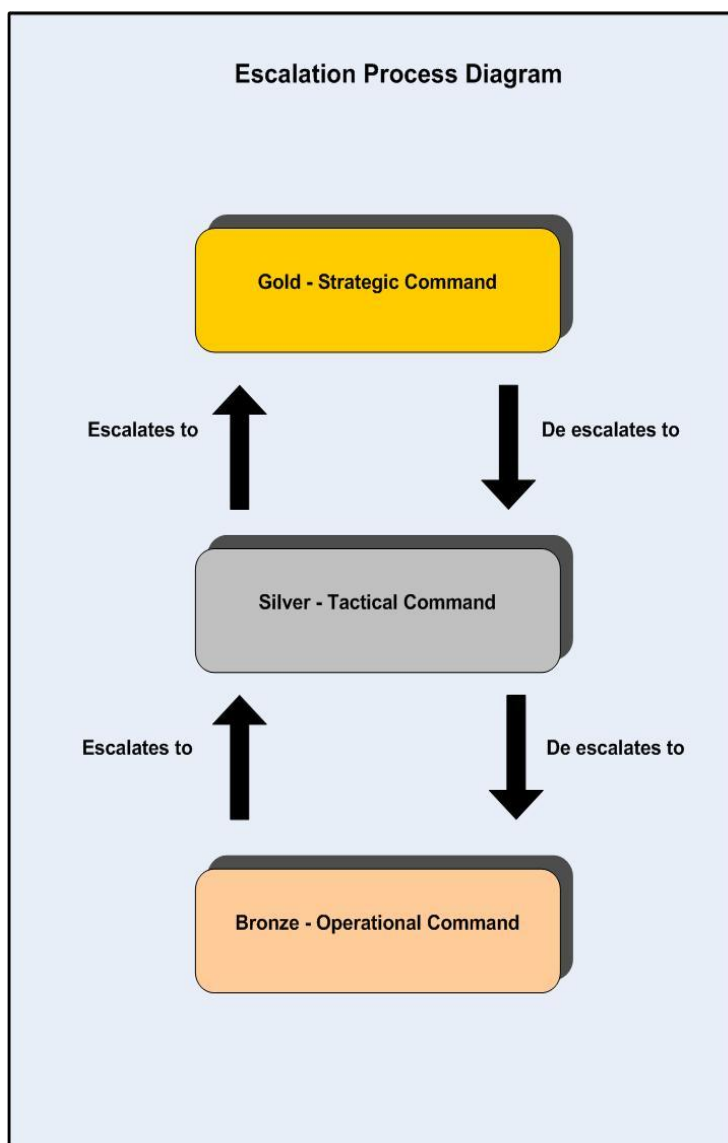 Escalation Process Diagram
Gold - Strategic Command
Escalates to
De escalates to
Silver - Tactical Command
Escalates to
De escalates to
Bronze - Operational Command